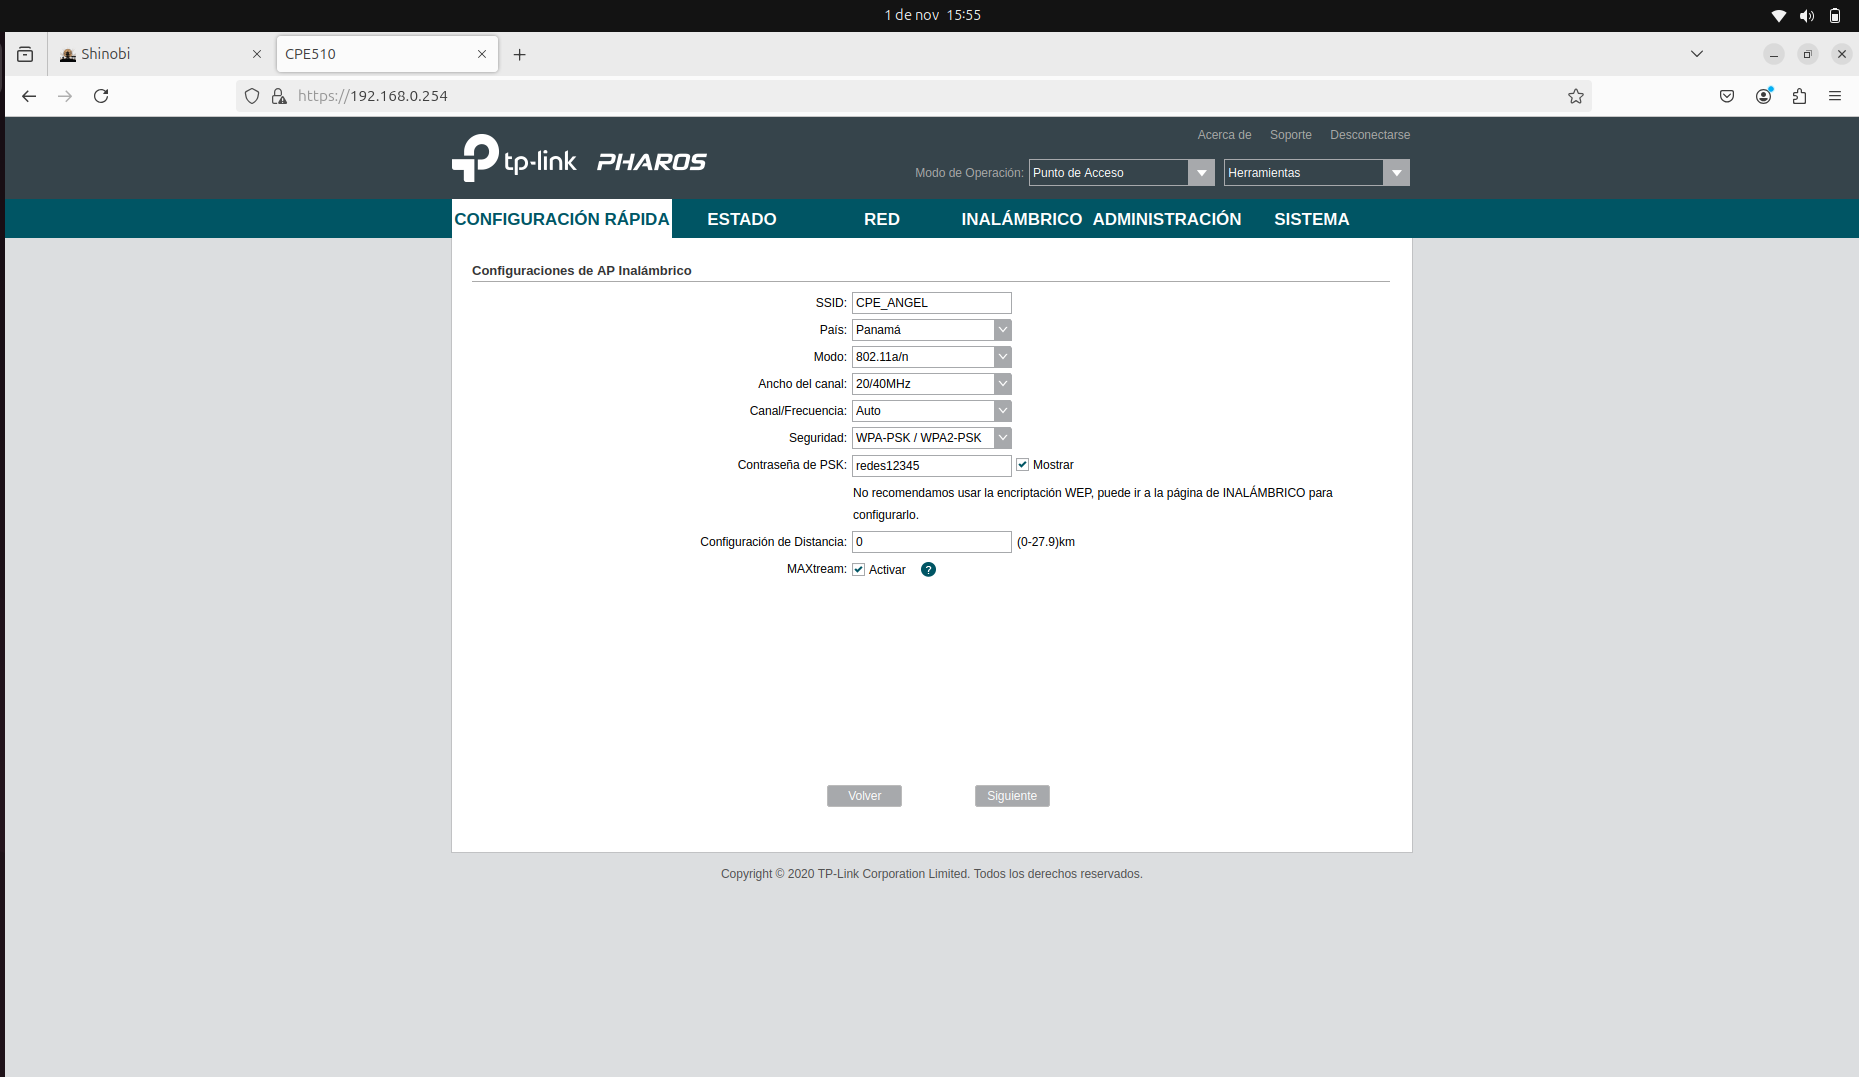 1 de nov 15:55
Shinobi
CPE510
https://192.168.0.254
Acerca de Soporte Desconectarse
tp-link PHAROS
Modo de Operación: Punto de Acceso Herramientas
CONFIGURACIÓN RÁPIDA ESTADO RED INALÁMBRICO ADMINISTRACIÓN SISTEMA
Configuraciones de AP Inalámbrico
SSID: CPE_ANGEL
País: Panamá
Modo: 802.11a/n
Ancho del canal: 20/40MHz
Canal/Frecuencia: Auto
Seguridad: WPA-PSK / WPA2-PSK
Contraseña de PSK: redes12345 Mostrar
No recomendamos usar la encriptación WEP, puede ir a la página de INALÁMBRICO para
configurarlo.
Configuración de Distancia: 0 (0-27.9)km
MAXtream: Activar ?
Volver Siguiente
Copyright © 2020 TP-Link Corporation Limited. Todos los derechos reservados.